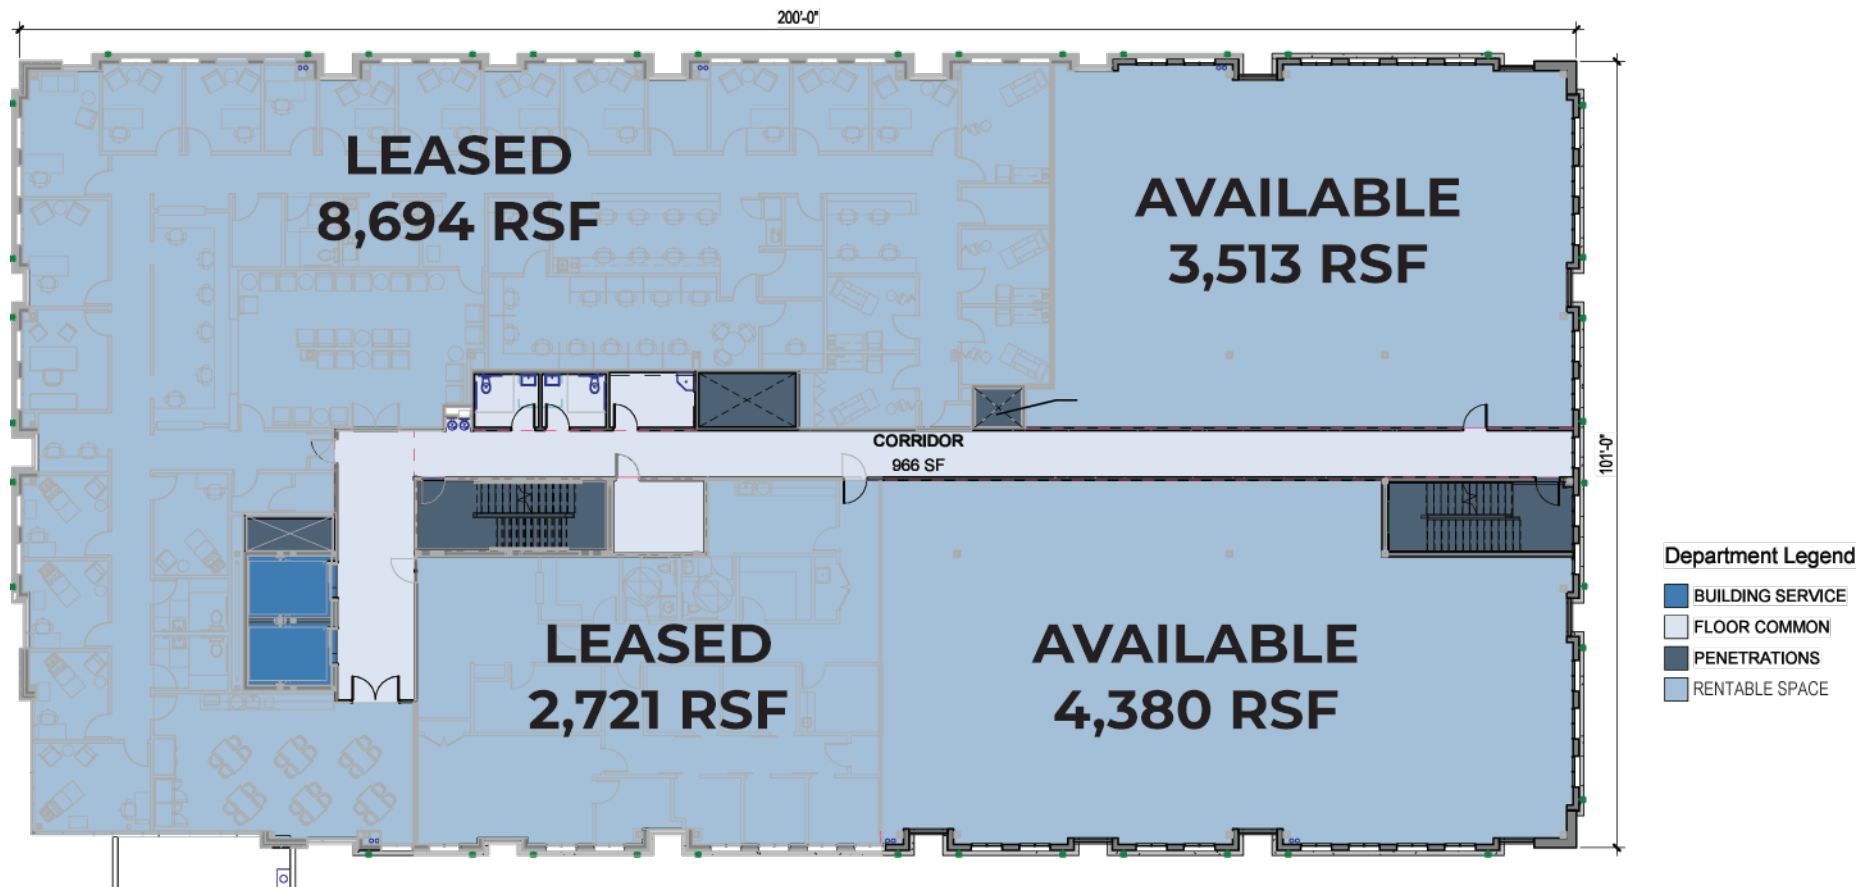 200'-0"
LEASED
8,694 RSF
AVAILABLE
3,513 RSF
CORRIDOR
966 SF
101'-0"
LEASED
2,721 RSF
AVAILABLE
4,380 RSF
Department Legend
BUILDING SERVICE
FLOOR COMMON
PENETRATIONS
RENTABLE SPACE